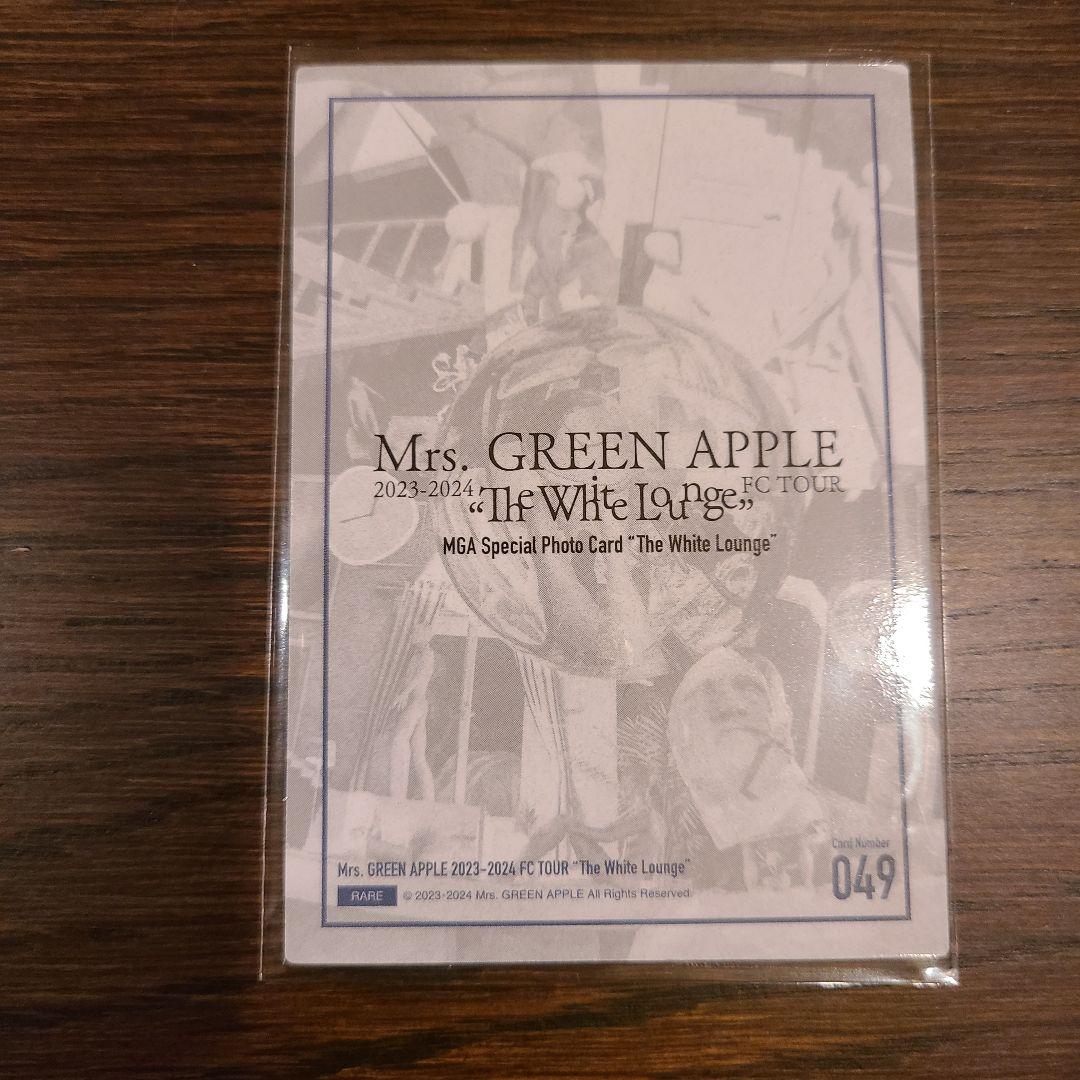 Mrs. GREEN APPLE
2023-2024 “The White Lounge” FC TOUR
MGA Special Photo Card “The White Lounge”
Card Number
049
Mrs. GREEN APPLE 2023-2024 FC TOUR “The White Lounge”
RARE © 2023-2024 Mrs. GREEN APPLE All Rights Reserved.